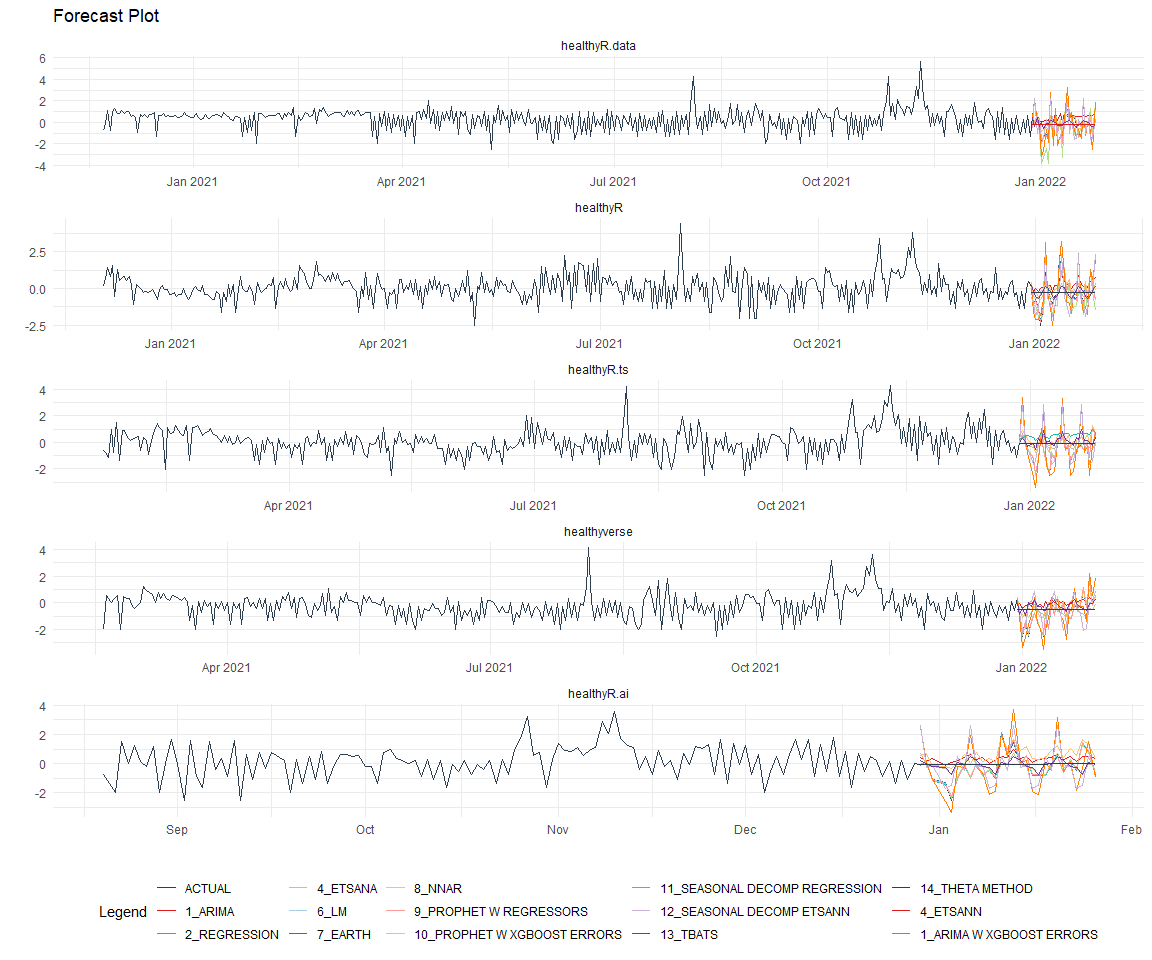 Forecast Plot
healthyR.data
6
4
2
0
-2
-4
Jan 2021 Apr 2021 Jul 2021 Oct 2021 Jan 2022
healthyR
2.5
0.0
-2.5
Jan 2021 Apr 2021 Jul 2021 Oct 2021 Jan 2022
healthyR.ts
4
2
0
-2
Apr 2021 Jul 2021 Oct 2021 Jan 2022
healthyverse
4
2
0
-2
Apr 2021 Jul 2021 Oct 2021 Jan 2022
healthyR.ai
4
2
0
-2
Sep Oct Nov Dec Jan Feb
ACTUAL 4_ETSANA 8_NNAR 11_SEASONAL DECOMP REGRESSION 14_THETA METHOD
Legend 1_ARIMA 6_LM 9_PROPHET W REGRESSORS 12_SEASONAL DECOMP ETSANN 4_ETSANN
2_REGRESSION 7_EARTH 10_PROPHET W XGBOOST ERRORS 13_TBATS 1_ARIMA W XGBOOST ERRORS